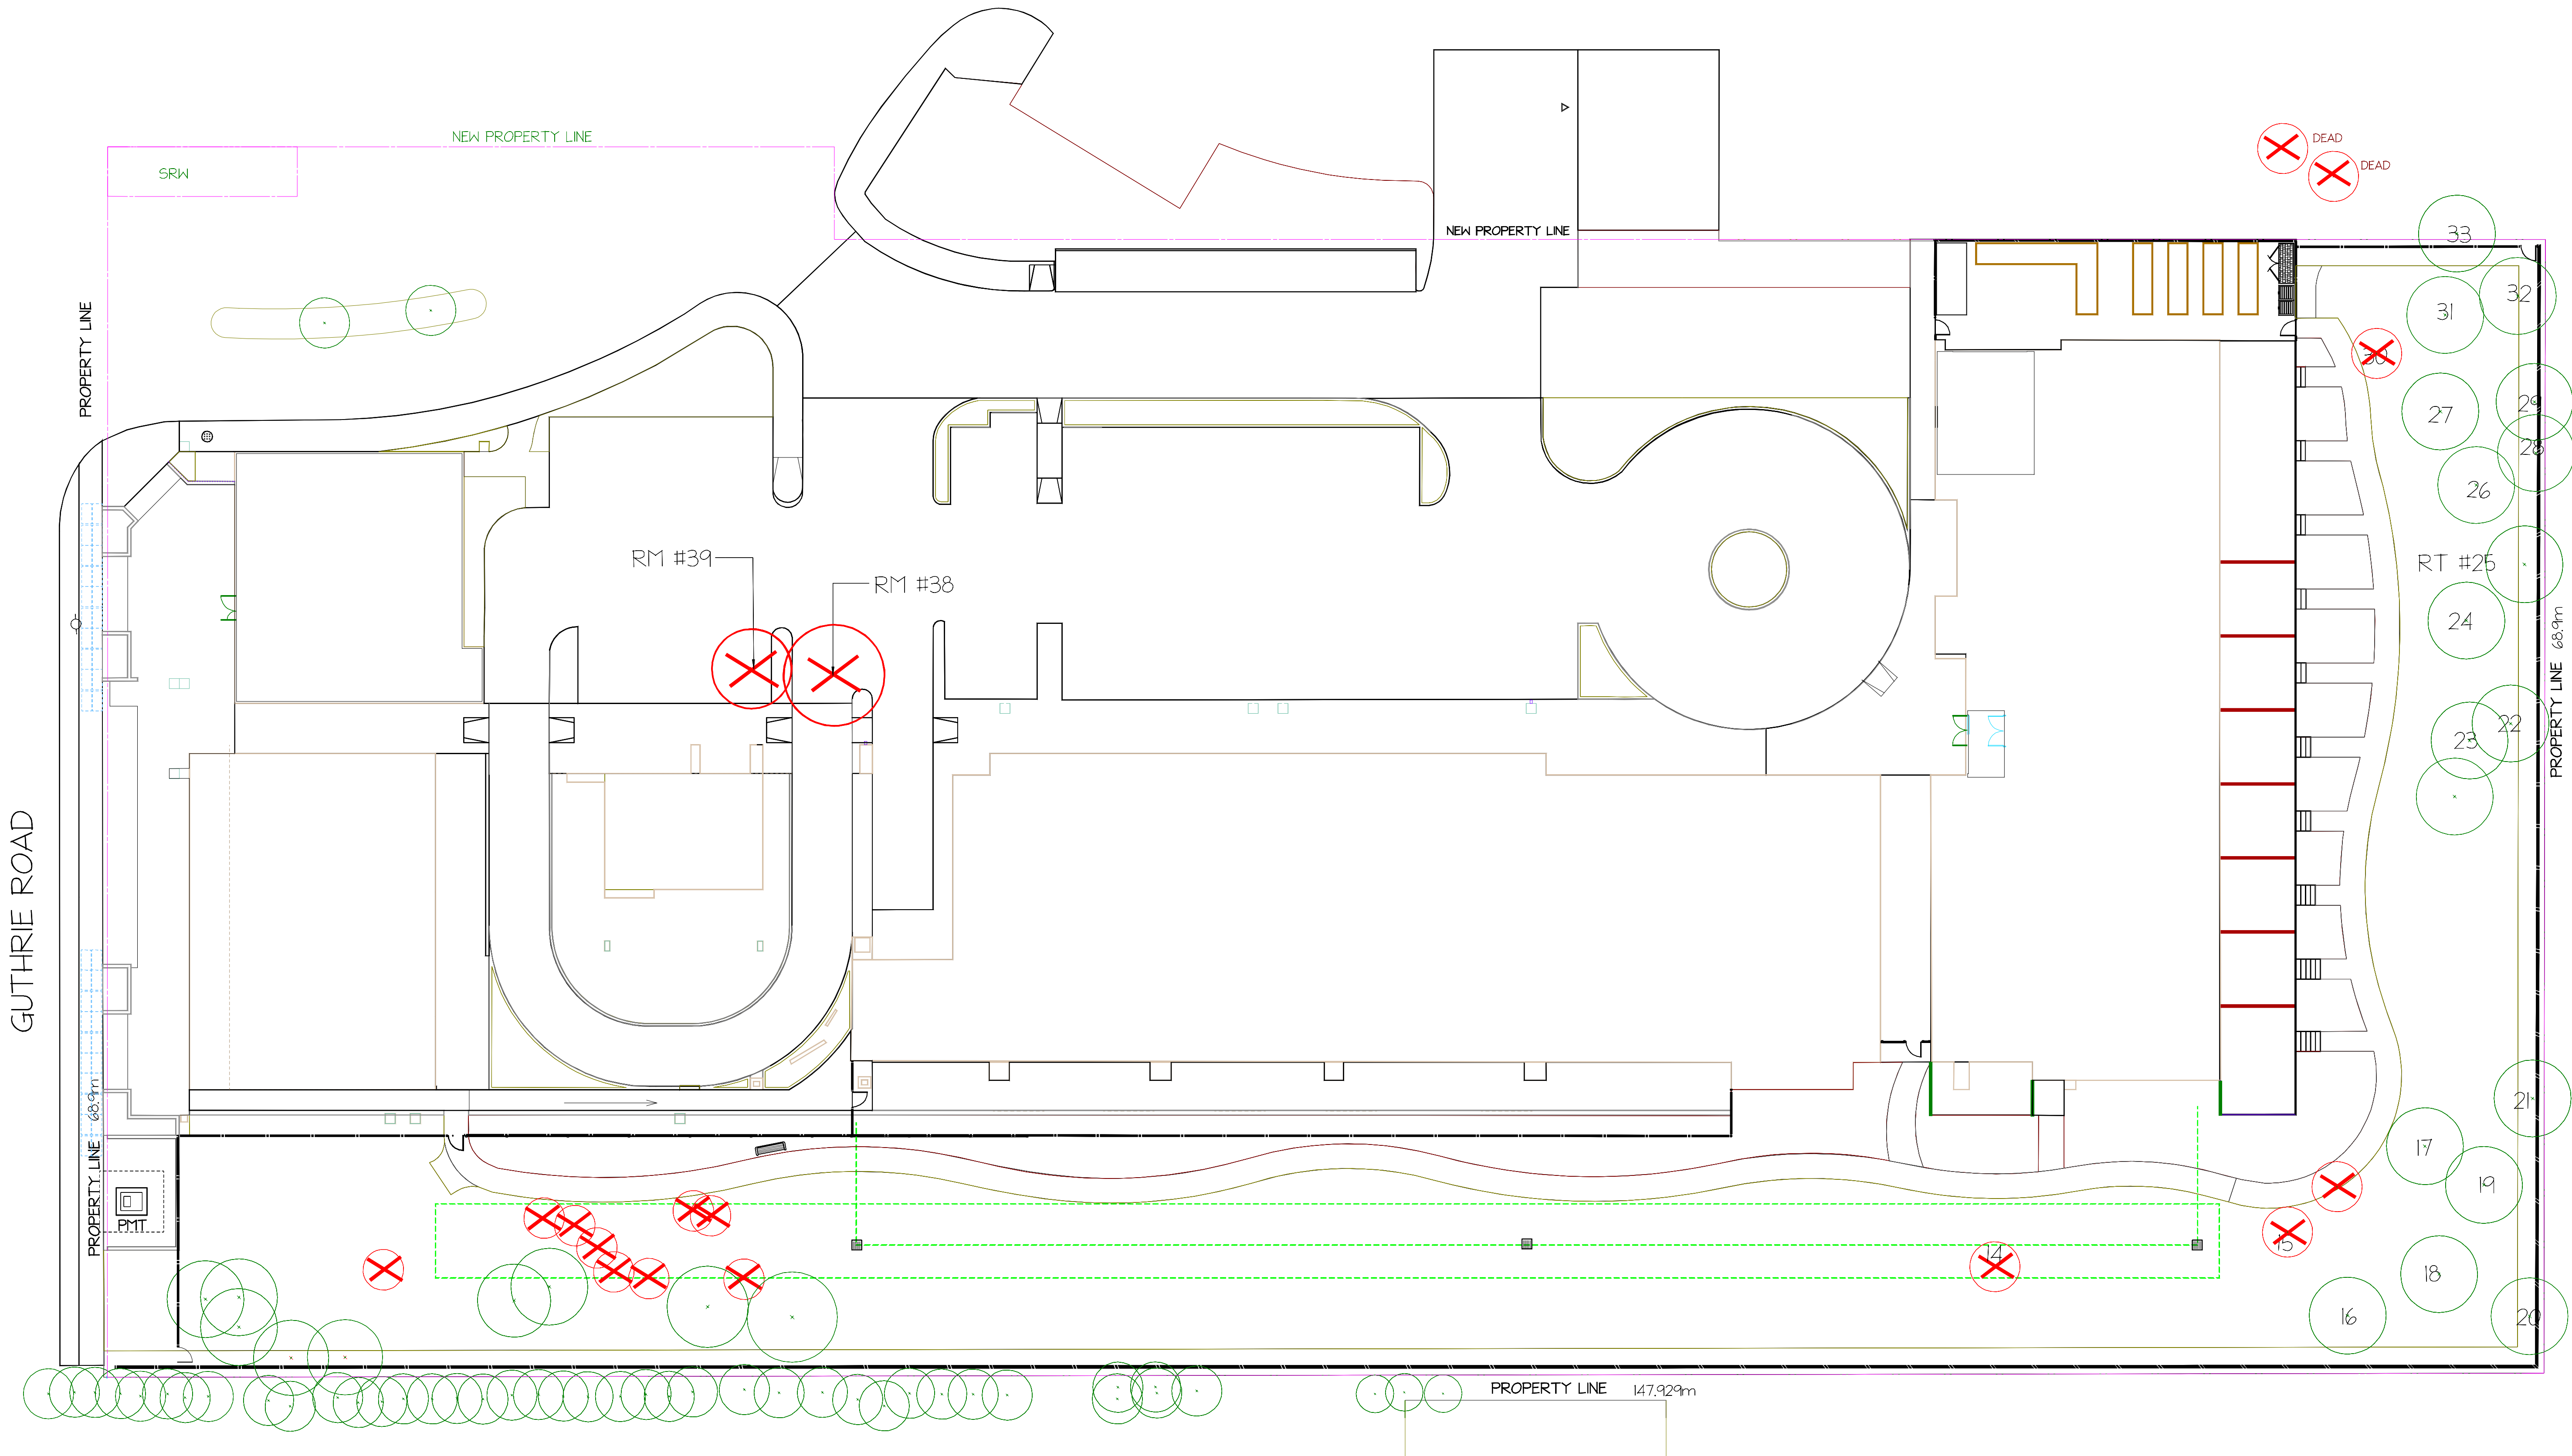 NEW PROPERTY LINE
SRW
DEAD
DEAD
NEW PROPERTY LINE
33
32
31
30
PROPERTY LINE
29
27
28
26
RM #39
RM #38
RT #25
24
PROPERTY LINE 68.9m
22
23
GUTHRIE ROAD
PROPERTY LINE 68.9m
21
17
19
PMT
15
14
18
16
20
PROPERTY LINE 147.929m